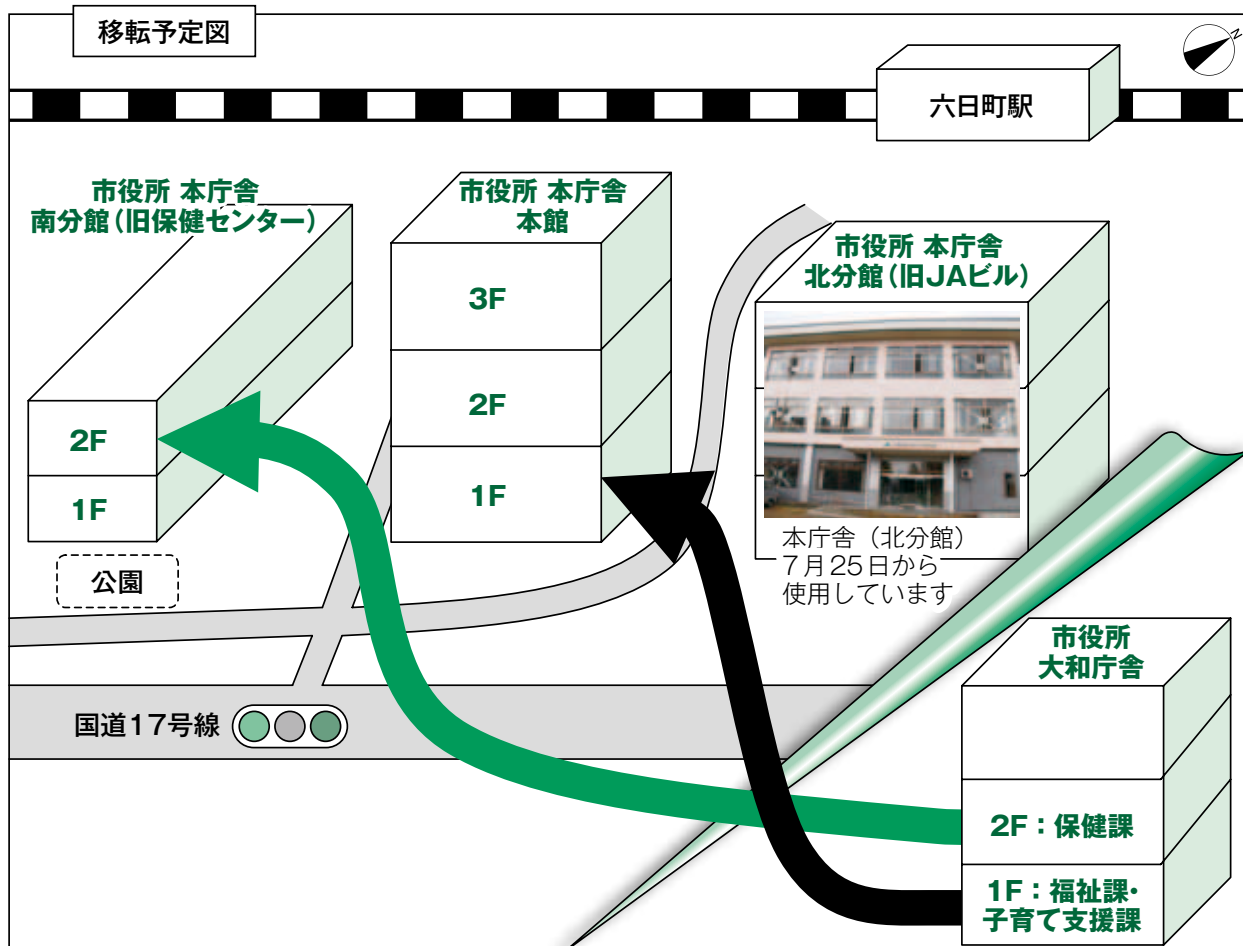 移転予定図
N
六日町駅
市役所 本庁舎
南分館（旧保健センター）
2F
1F
公園
市役所 本庁舎
本館
3F
2F
1F
市役所 本庁舎
北分館（旧JAビル）
本庁舎（北分館）
7月25日から
使用しています
国道17号線
市役所
大和庁舎
2F：保健課
1F：福祉課・
子育て支援課